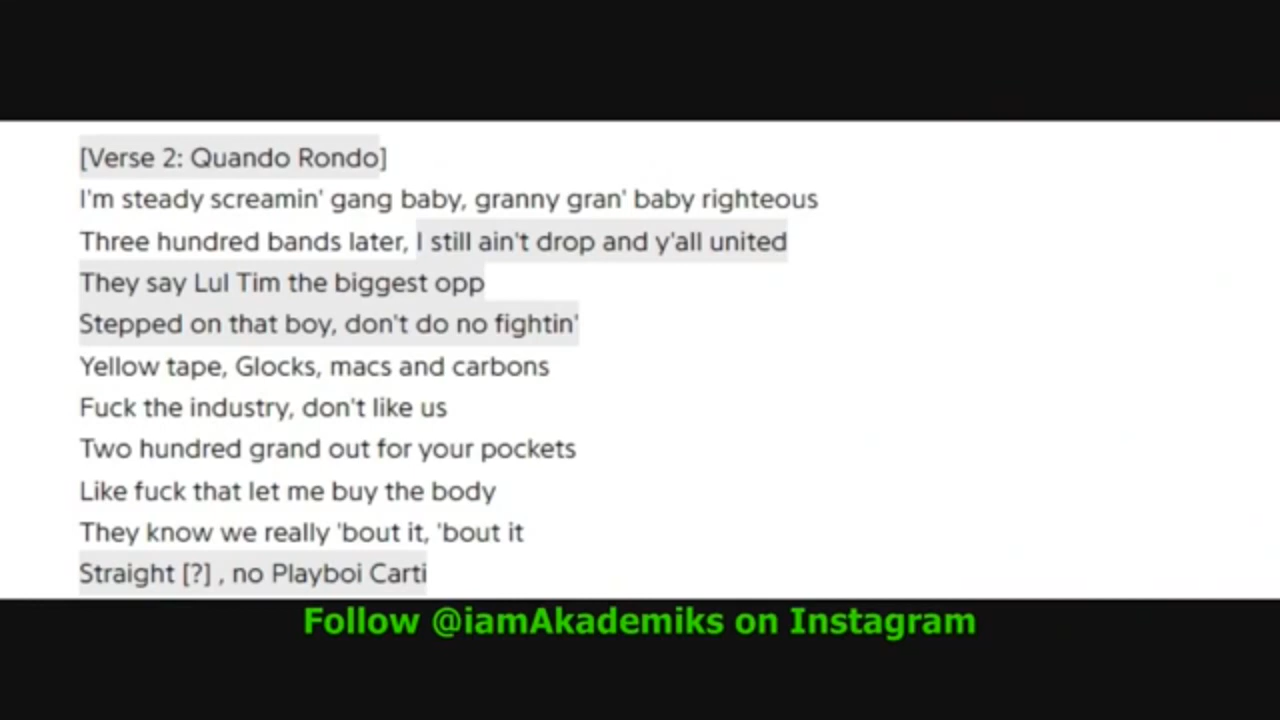 [Verse 2: Quando Rondo]
I'm steady screamin' gang baby, granny gran' baby righteous
Three hundred bands later, I still ain't drop and y'all united
They say Lul Tim the biggest opp
Stepped on that boy, don't do no fightin'
Yellow tape, Glocks, macs and carbons
Fuck the industry, don't like us
Two hundred grand out for your pockets
Like fuck that let me buy the body
They know we really 'bout it, 'bout it
Straight [?] , no Playboi Carti
Follow @iamAkademiks on Instagram